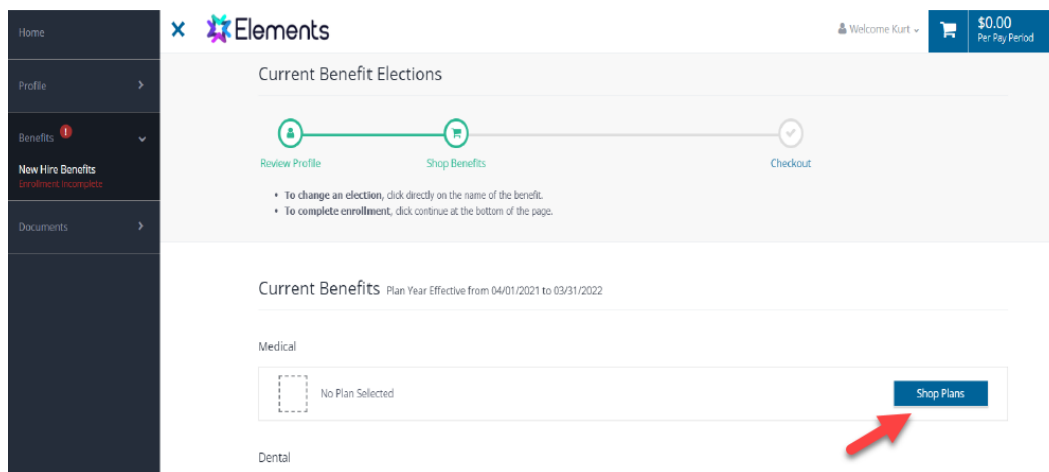 Home
Profile
Benefits !
New Hire Benefits
Enrollment Incomplete
Documents
Elements
Welcome Kurt
$0.00
Per Pay Period
Current Benefit Elections
Review Profile
Shop Benefits
Checkout
• To change an election, click directly on the name of the benefit.
• To complete enrollment, click continue at the bottom of the page.
Current Benefits Plan Year Effective from 04/01/2021 to 03/31/2022
Medical
No Plan Selected
Shop Plans
Dental